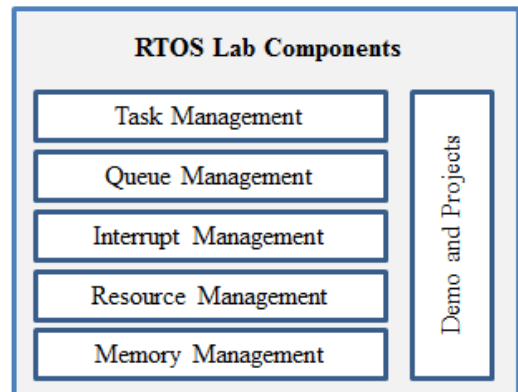 RTOS Lab Components
Task Management
Queue Management
Interrupt Management
Resource Management
Memory Management
Demo and Projects